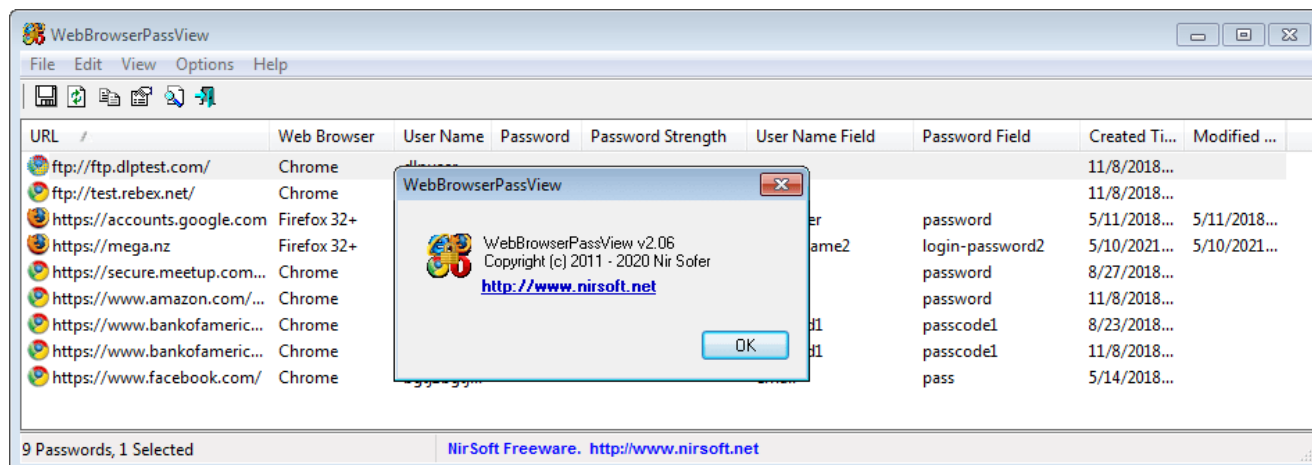 WebBrowserPassView
File Edit View Options Help
URL Web Browser User Name Password Password Strength User Name Field Password Field Created Ti... Modified ...
ftp://ftp.dlptest.com/ Chrome 11/8/2018...
ftp://test.rebex.net/ Chrome 11/8/2018...
https://accounts.google.com Firefox 32+ password 5/11/2018... 5/11/2018...
https://mega.nz Firefox 32+ login-password2 5/10/2021... 5/10/2021...
https://secure.meetup.com... Chrome password 8/27/2018...
https://www.amazon.com/... Chrome password 11/8/2018...
https://www.bankofameric... Chrome passcode1 8/23/2018...
https://www.bankofameric... Chrome passcode1 11/8/2018...
https://www.facebook.com/ Chrome pass 5/14/2018...
WebBrowserPassView
WebBrowserPassView v2.06
Copyright (c) 2011 - 2020 Nir Sofer
http://www.nirsoft.net
OK
9 Passwords, 1 Selected NirSoft Freeware. http://www.nirsoft.net